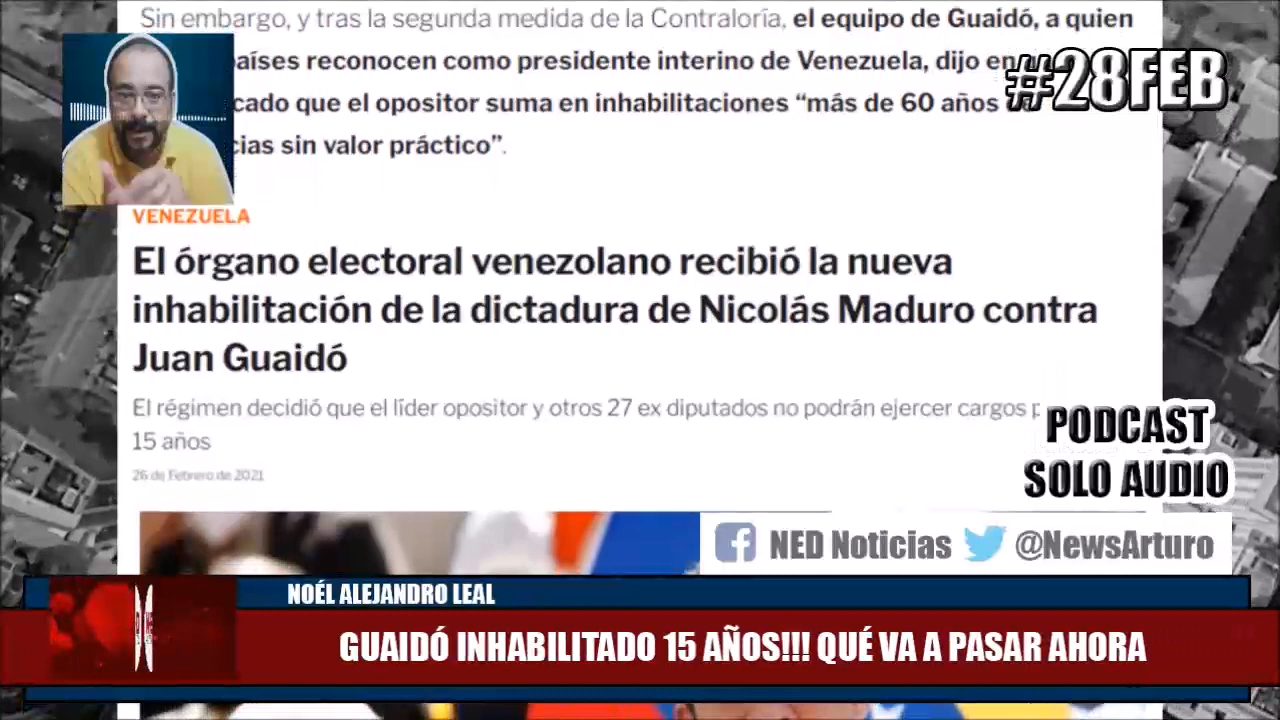 Sin embargo, y tras la segunda medida de la Contraloría, el equipo de Guaidó, a quien
países reconocen como presidente interino de Venezuela, dijo en
#28FEB
cado que el opositor suma en inhabilitaciones “más de 60 años
cias sin valor práctico”.
VENEZUELA
El órgano electoral venezolano recibió la nueva
inhabilitación de la dictadura de Nicolás Maduro contra
Juan Guaidó
El régimen decidió que el líder opositor y otros 27 ex diputados no podrán ejercer cargos p
15 años
26 de Febrero de 2021
PODCAST
SOLO AUDIO
NED Noticias @NewsArturo
NOÉL ALEJANDRO LEAL
GUAIDÓ INHABILITADO 15 AÑOS!!! QUÉ VA A PASAR AHORA